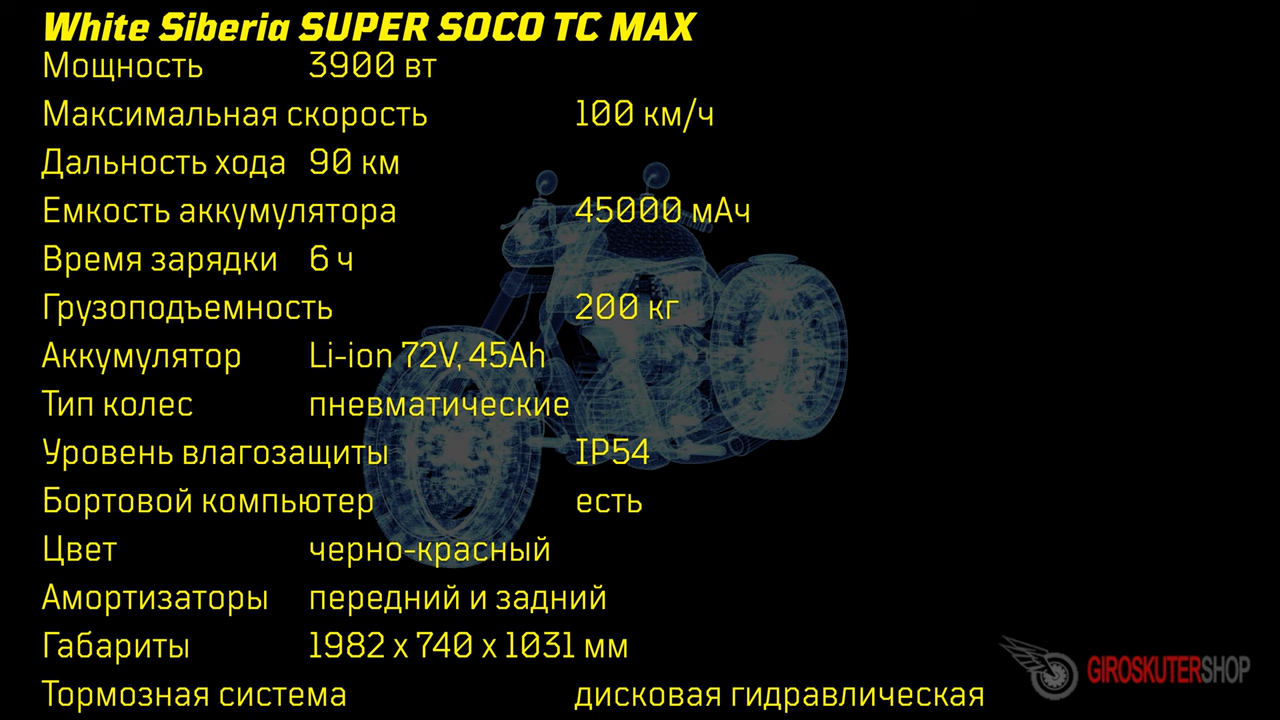 White Siberia SUPER SOCO TC MAX
Мощность 3900 вт
Максимальная скорость 100 км/ч
Дальность хода 90 км
Емкость аккумулятора 45000 мАч
Время зарядки 6 ч
Грузоподъемность 200 кг
Аккумулятор Li-ion 72V, 45Ah
Тип колес пневматические
Уровень влагозащиты IP54
Бортовой компьютер есть
Цвет черно-красный
Амортизаторы передний и задний
Габариты 1982 x 740 x 1031 мм
Тормозная система дисковая гидравлическая
GIROSKUTERSHOP